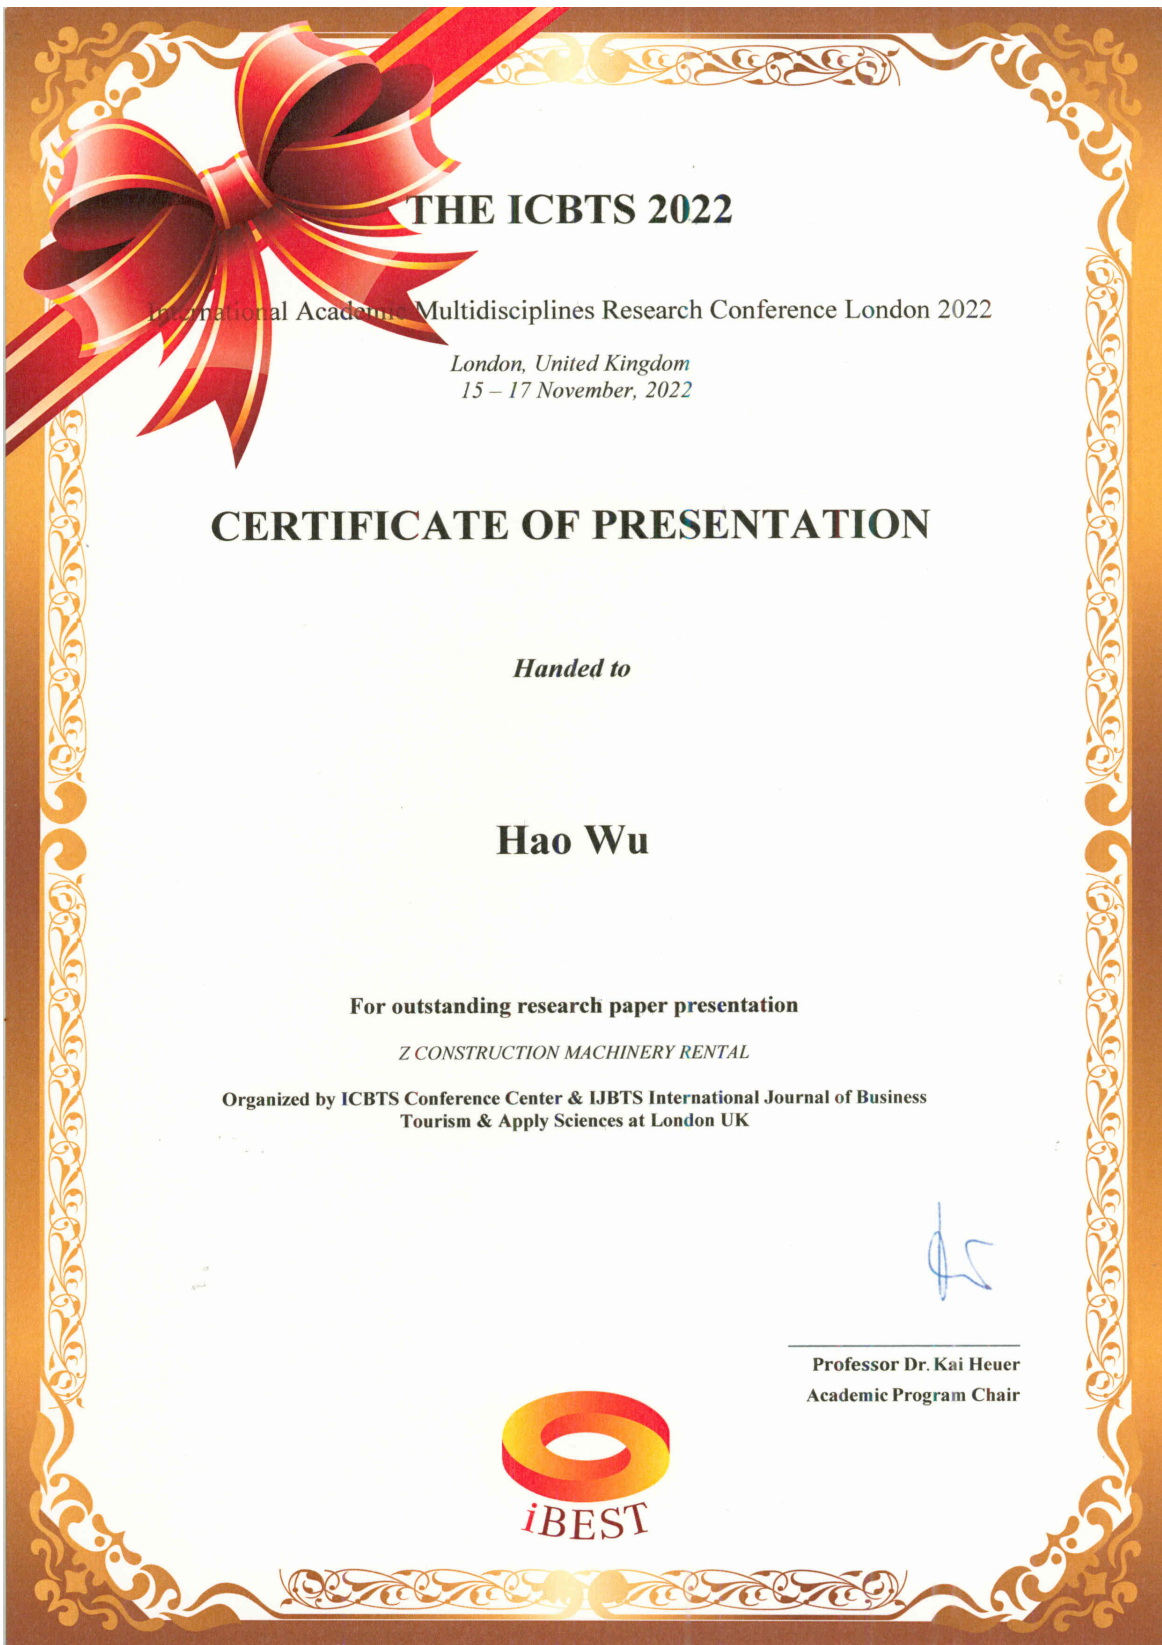 THE ICBTS 2022
International Academic Multidisciplines Research Conference London 2022
London, United Kingdom
15 – 17 November, 2022
CERTIFICATE OF PRESENTATION
Handed to
Hao Wu
For outstanding research paper presentation
Z CONSTRUCTION MACHINERY RENTAL
Organized by ICBTS Conference Center & IJBTS International Journal of Business
Tourism & Apply Sciences at London UK
Professor Dr. Kai Heuer
Academic Program Chair
iBEST